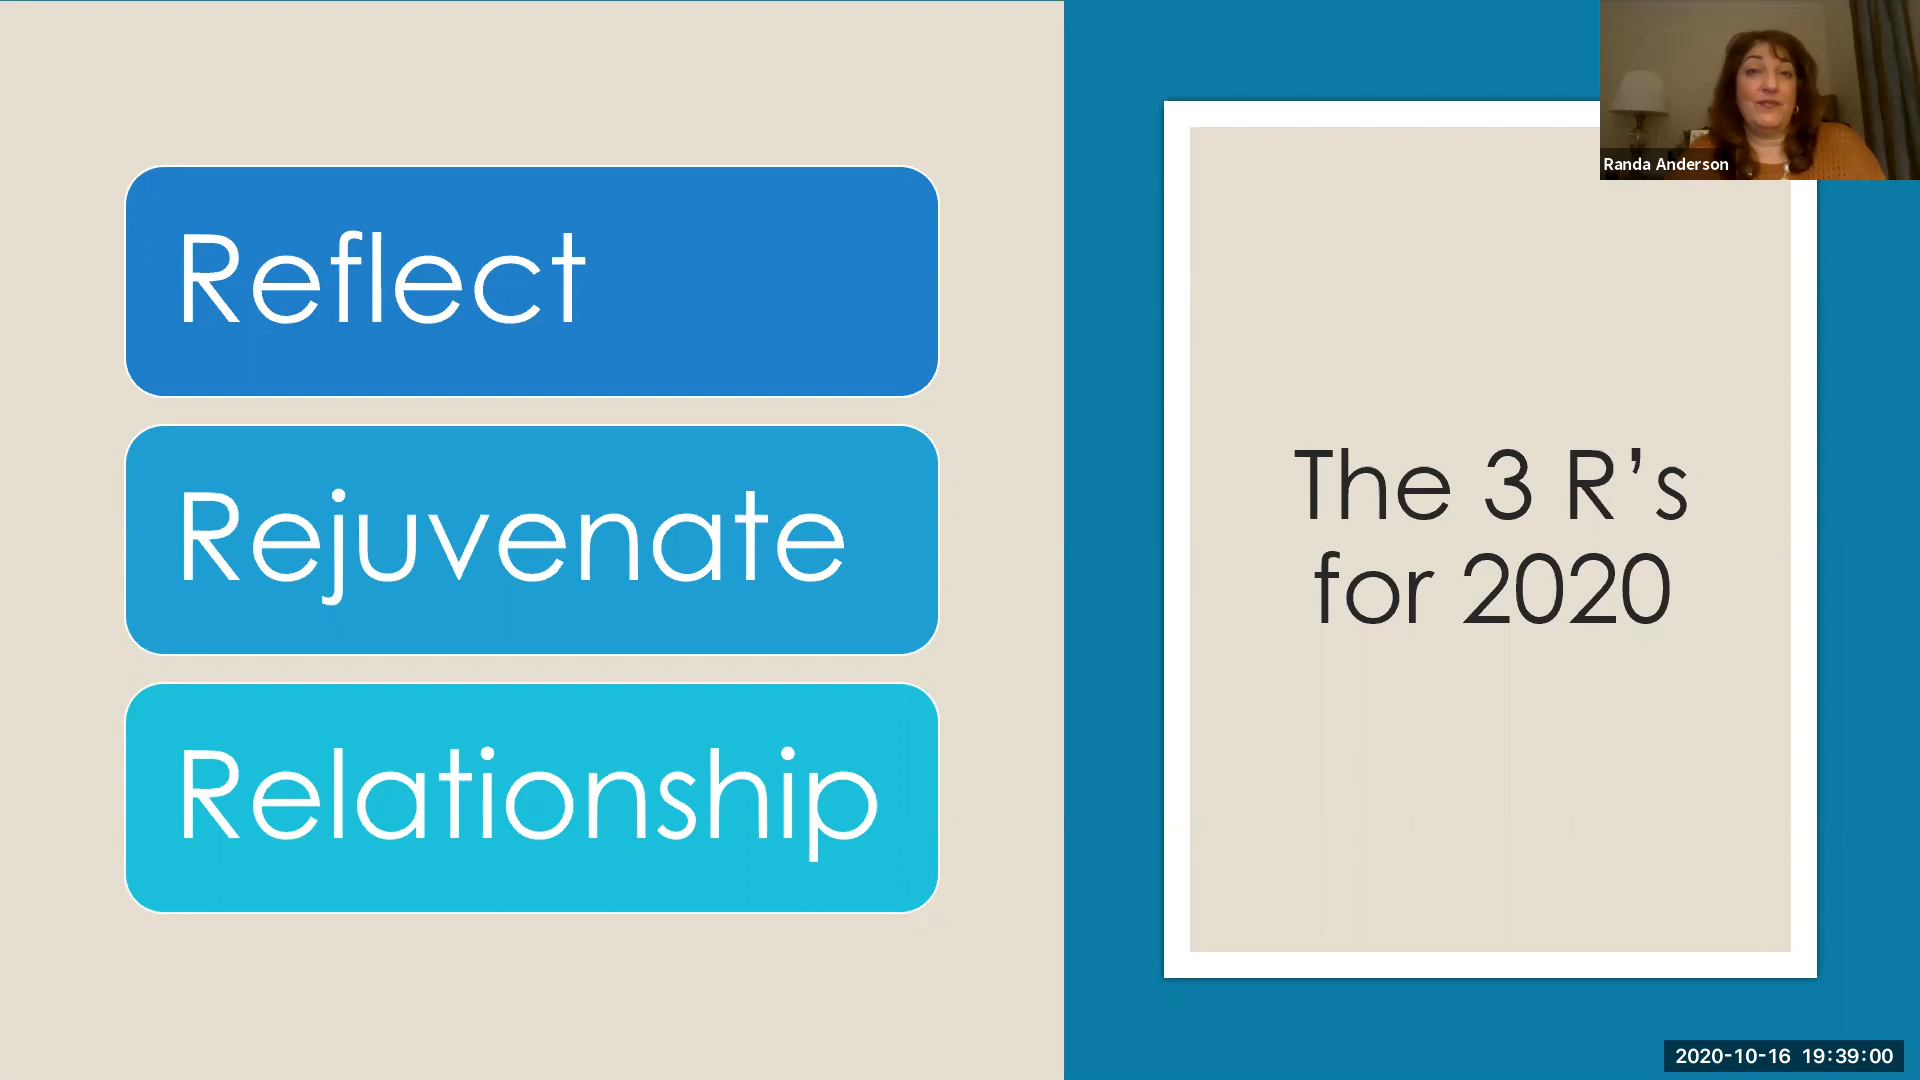 Reflect
Rejuvenate
Relationship
The 3 R’s
for 2020
Randa Anderson
2020-10-16 19:39:00